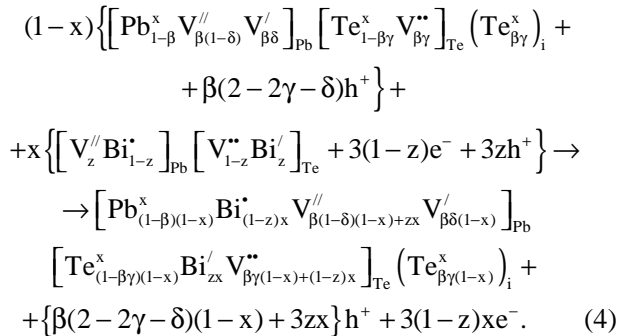 (1−x){[Pb^x_{1−β}V^{//}_{β(1−δ)}V^{/}_{βδ}]_{Pb}[Te^x_{1−βγ}V^{••}_{βγ}]_{Te}(Te^x_{βγ})_i +
+β(2−2γ−δ)h^+}+
+x{[V^{//}_z Bi^•_{1−z}]_{Pb}[V^{••}_{1−z}Bi^{/}_z]_{Te}+3(1−z)e^−+3zh^+}→
→[Pb^x_{(1−β)(1−x)}Bi^•_{(1−z)x}V^{//}_{β(1−δ)(1−x)+zx}V^{/}_{βδ(1−x)}]_{Pb}
[Te^x_{(1−βγ)(1−x)}Bi^{/}_{zx}V^{••}_{βγ(1−x)+(1−z)x}]_{Te}(Te^x_{βγ(1−x)})_i +
+{β(2−2γ−δ)(1−x)+3zx}h^+ +3(1−z)xe^−. (4)